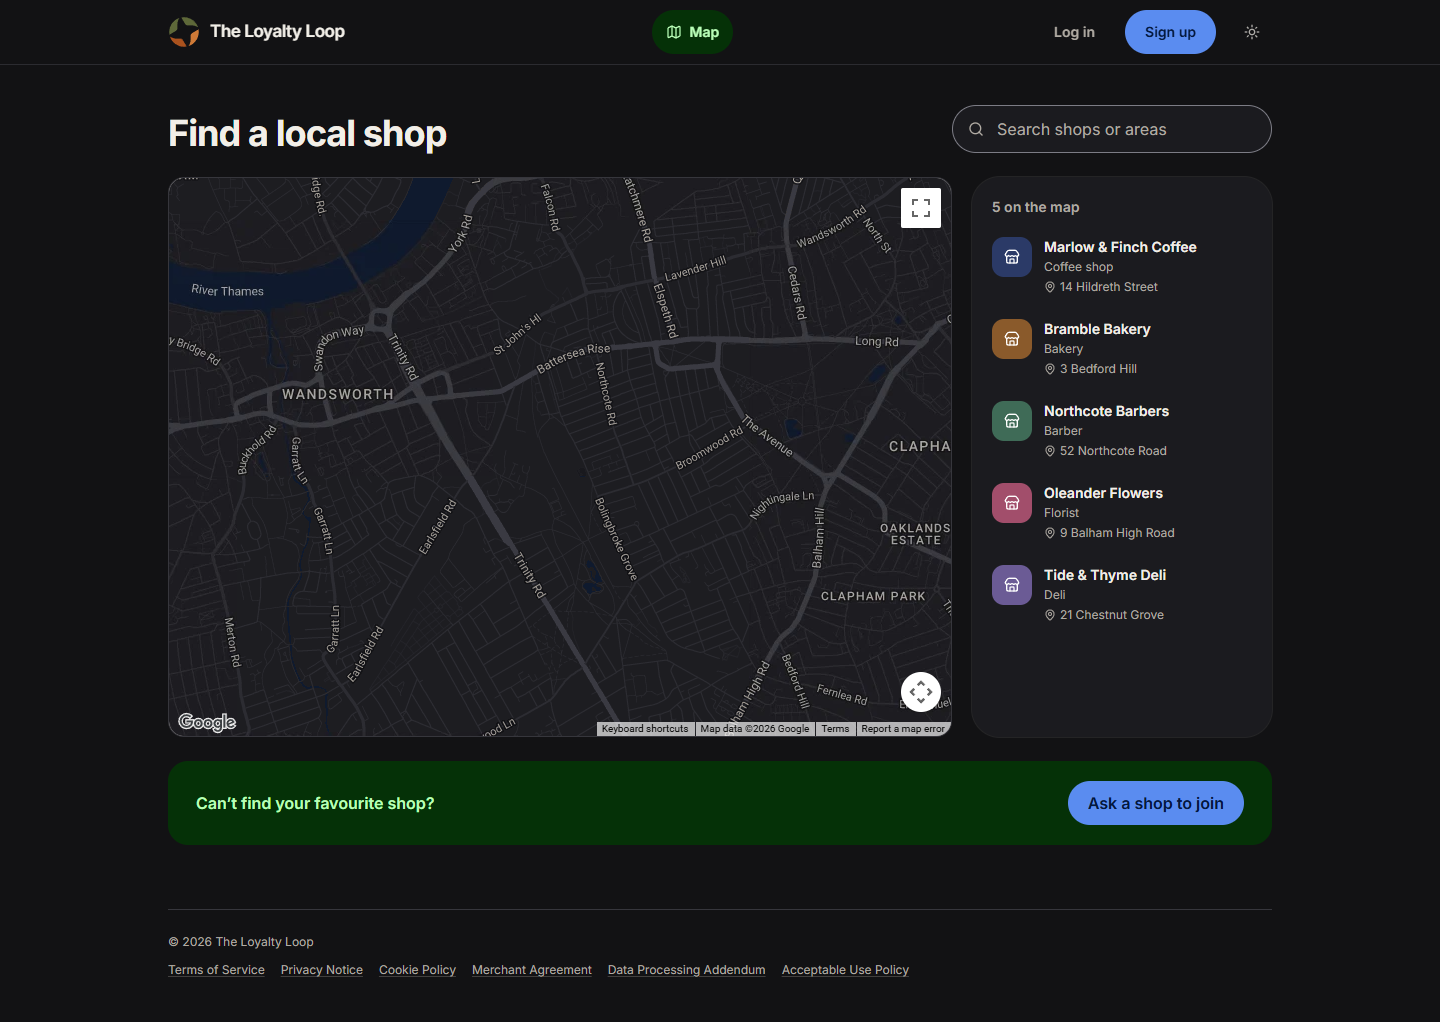 The Loyalty Loop
Map
Log in
Sign up
Find a local shop
Search shops or areas
River Thames
York Rd
Falcon Rd
Wandsworth Rd
North St
Lavender Hill
Cedars Rd
Elspeth Rd
St John's Hl
Trinity Rd
Battersea Rise
Long Rd
Northcote Rd
WANDSWORTH
The Avenue
Broomwood Rd
CLAPHA
Buckhold Rd
Garratt Ln
Nightingale Ln
Garratt Ln
Earlsfield Rd
Bolingbroke Grove
Balham Hill
OAKLANDS
ESTATE
Trinity Rd
CLAPHAM PARK
Garratt Ln
Merton Rd
Earlsfield Rd
Bedford Hill
Fernlea Rd
Google
Keyboard shortcuts
Map data ©2026 Google
Terms
Report a map error
5 on the map
Marlow & Finch Coffee
Coffee shop
14 Hildreth Street
Bramble Bakery
Bakery
3 Bedford Hill
Northcote Barbers
Barber
52 Northcote Road
Oleander Flowers
Florist
9 Balham High Road
Tide & Thyme Deli
Deli
21 Chestnut Grove
Can't find your favourite shop?
Ask a shop to join
© 2026 The Loyalty Loop
Terms of Service Privacy Notice Cookie Policy Merchant Agreement Data Processing Addendum Acceptable Use Policy